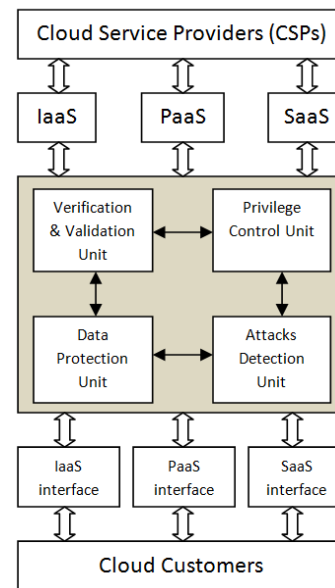 Cloud Service Providers (CSPs)
IaaS
PaaS
SaaS
Verification
& Validation
Unit
Privilege
Control Unit
Data
Protection
Unit
Attacks
Detection
Unit
IaaS
interface
PaaS
interface
SaaS
interface
Cloud Customers